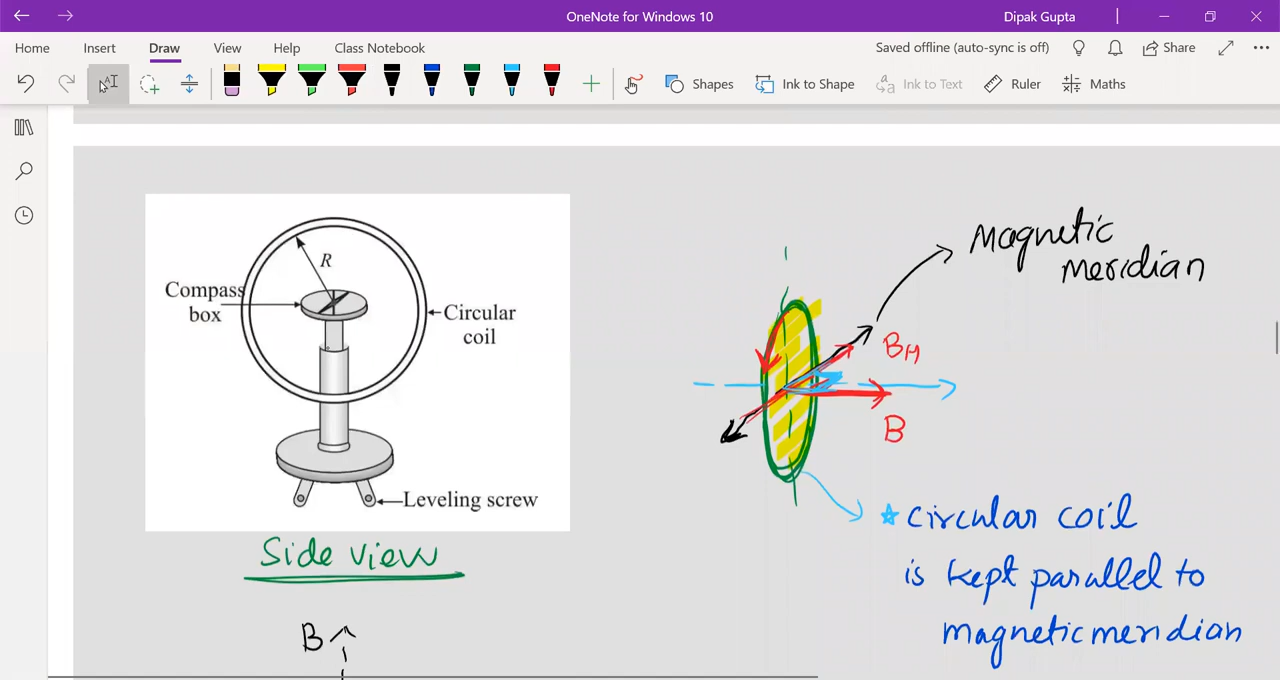 OneNote for Windows 10
Dipak Gupta
Home Insert Draw View Help Class Notebook
Saved offline (auto-sync is off)
Share
Shapes
Ink to Shape
Ink to Text
Ruler
Maths
Compass
box
R
Circular
coil
Leveling screw
Side view
B
Magnetic
meridian
BH
B
circular coil
is kept parallel to
magnetic meridian